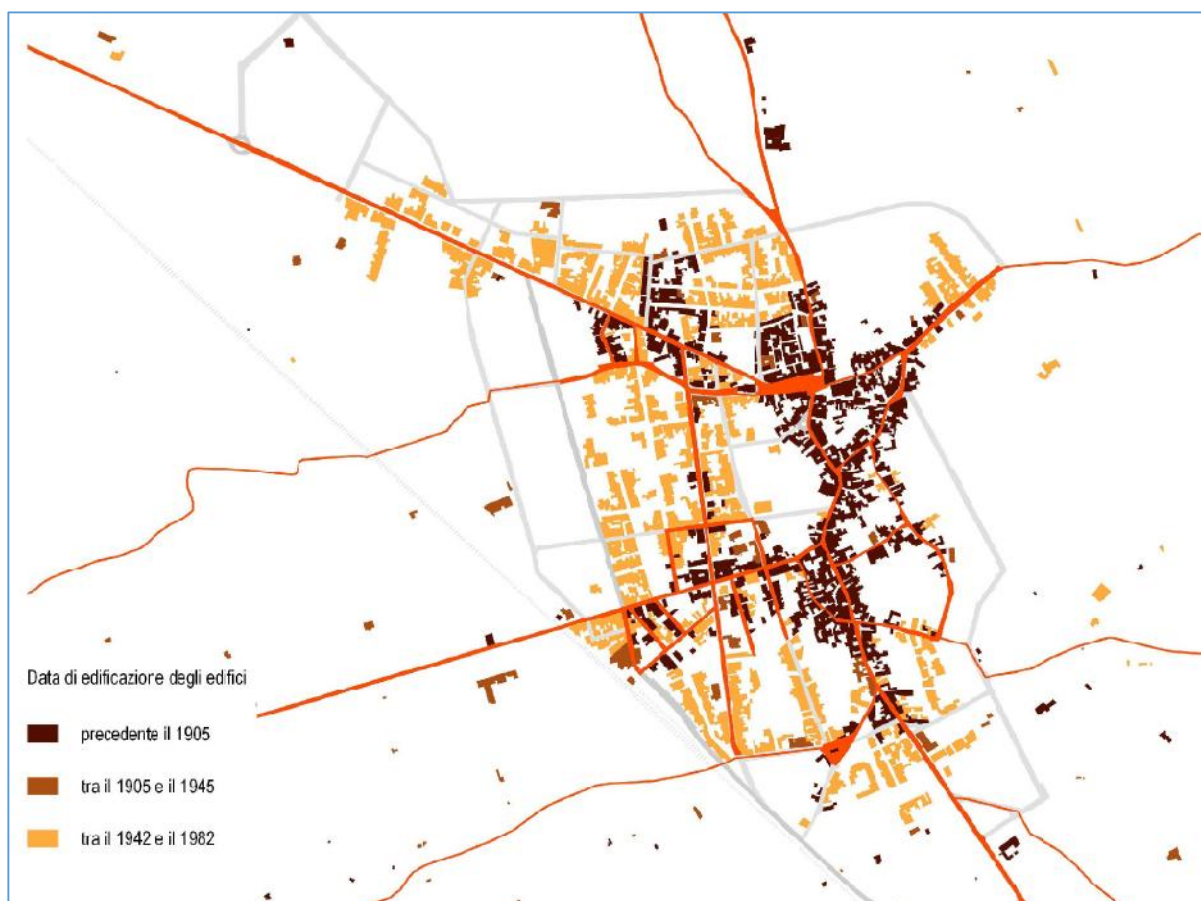 Data di edificazione degli edifici
precedente il 1905
tra il 1905 e il 1945
tra il 1942 e il 1982